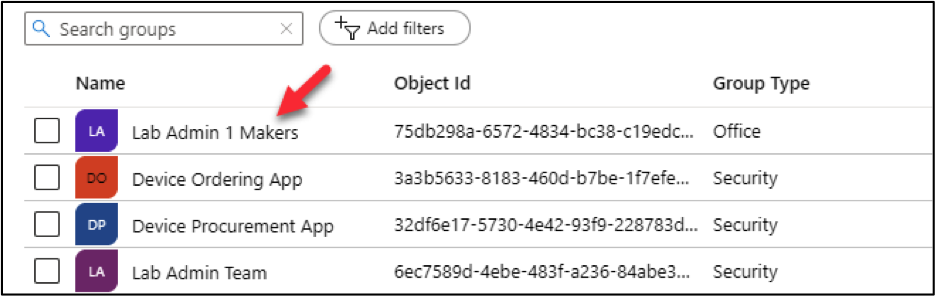 Search groups Add filters
Name Object Id Group Type
LA Lab Admin 1 Makers 75db298a-6572-4834-bc38-c19edc... Office
DO Device Ordering App 3a3b5633-8183-460d-b7be-1f7efe... Security
DP Device Procurement App 32df6e17-5730-4e42-93f9-228783d... Security
LA Lab Admin Team 6ec7589d-4ebe-483f-a236-84abe3... Security